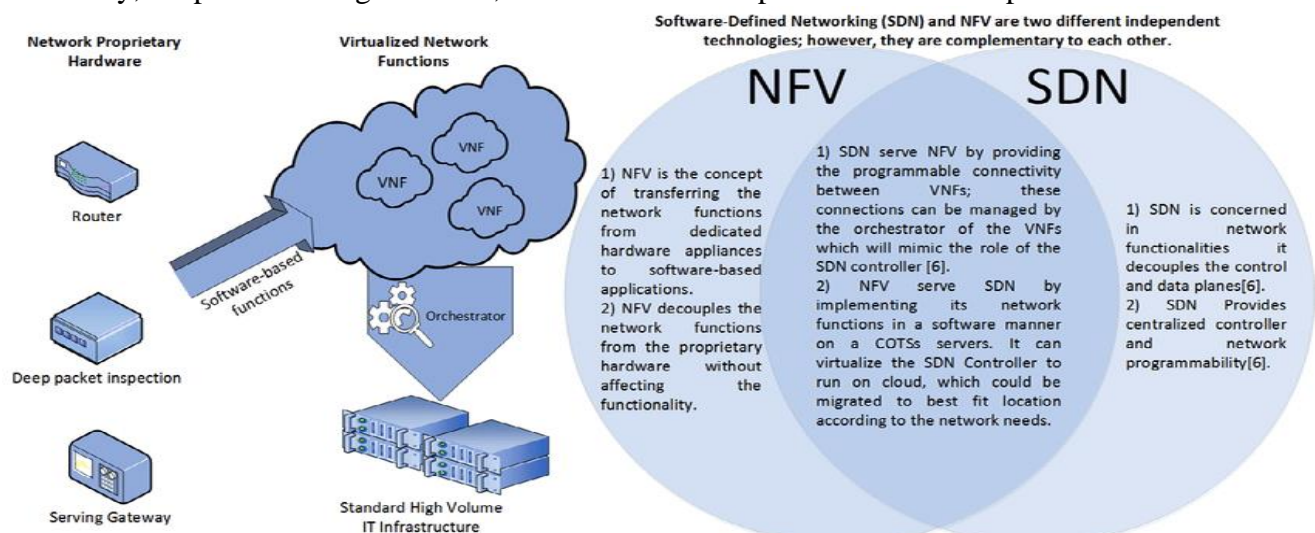 Network Proprietary
Hardware
Router
Deep packet inspection
Serving Gateway
Software-based
functions
Virtualized Network
Functions
VNF
VNF
VNF
Orchestrator
Standard High Volume
IT Infrastructure
Software-Defined Networking (SDN) and NFV are two different independent
technologies; however, they are complementary to each other.
NFV
SDN
1) NFV is the concept
of transferring the
network functions
from dedicated
hardware appliances
to software-based
applications.
2) NFV decouples the
network functions
from the proprietary
hardware without
affecting the
functionality.
1) SDN serve NFV by providing
the programmable connectivity
between VNFs; these
connections can be managed by
the orchestrator of the VNFs
which will mimic the role of the
SDN controller [6].
2) NFV serve SDN by
implementing its network
functions in a software manner
on a COTSs servers. It can
virtualize the SDN Controller to
run on cloud, which could be
migrated to best fit location
according to the network needs.
1) SDN is concerned
in network
functionalities it
decouples the control
and data planes[6].
2) SDN Provides
centralized controller
and network
programmability[6].